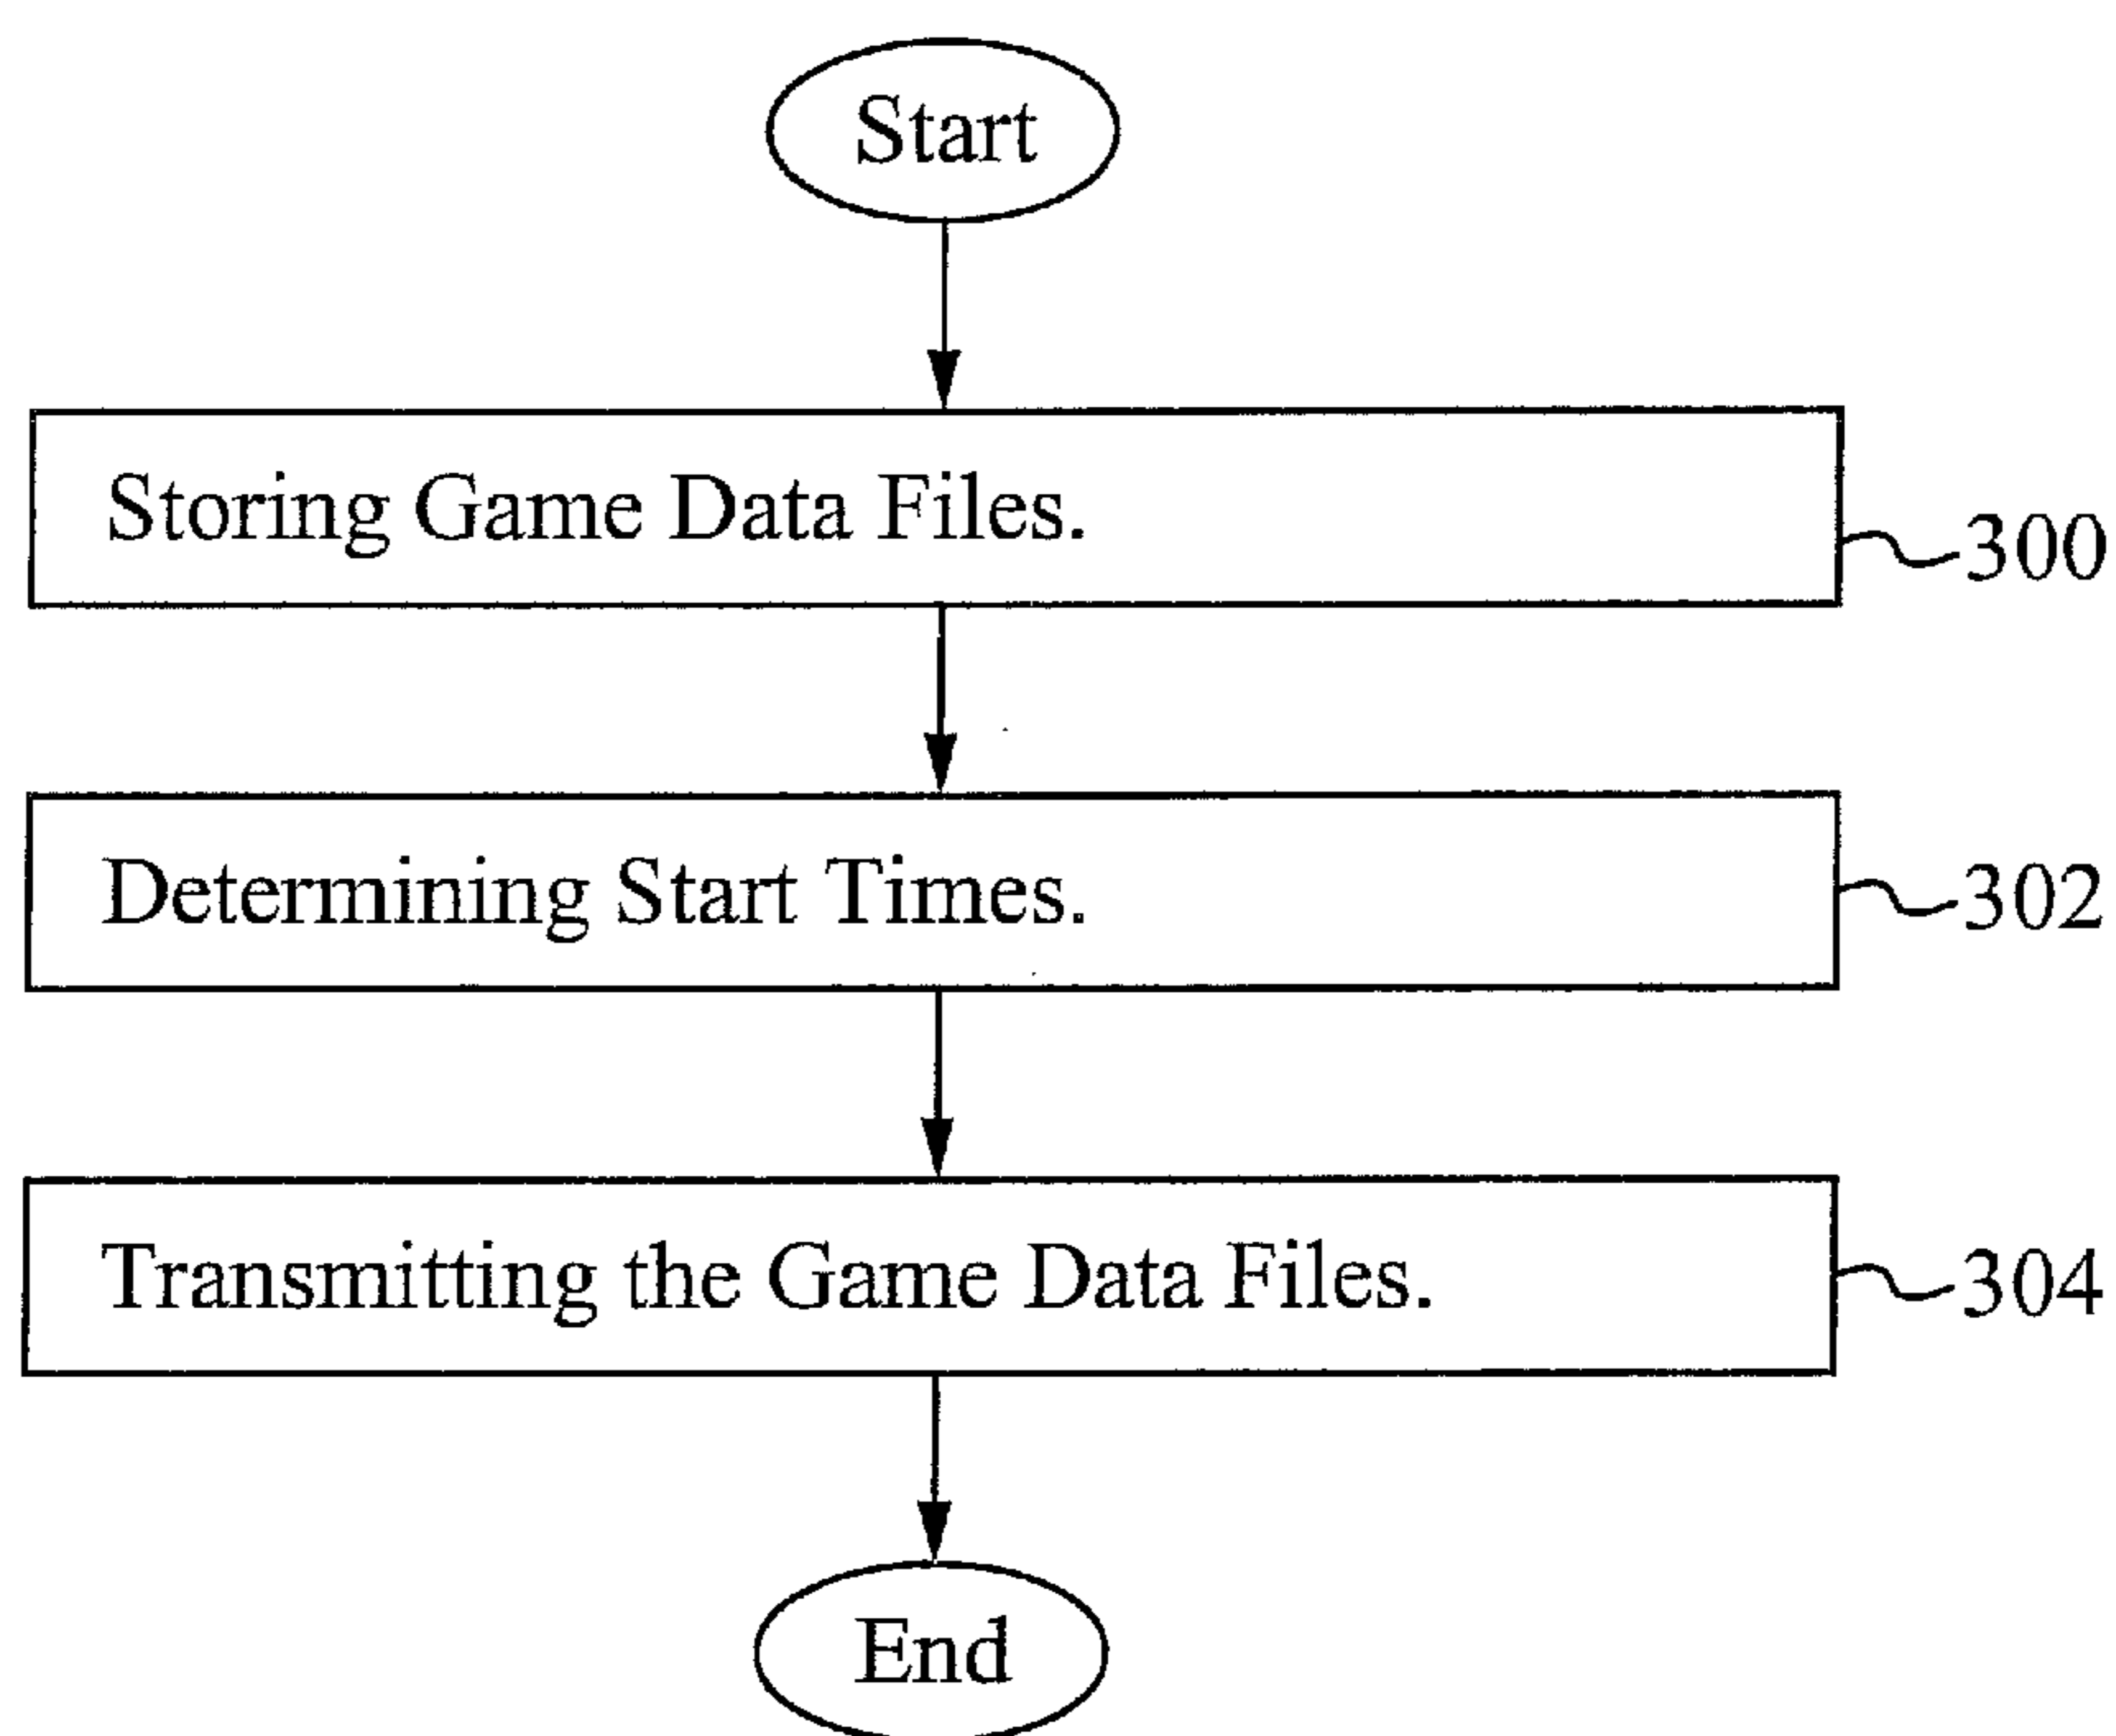 Start
Storing Game Data Files.
300
Determining Start Times.
302
Transmitting the Game Data Files.
304
End